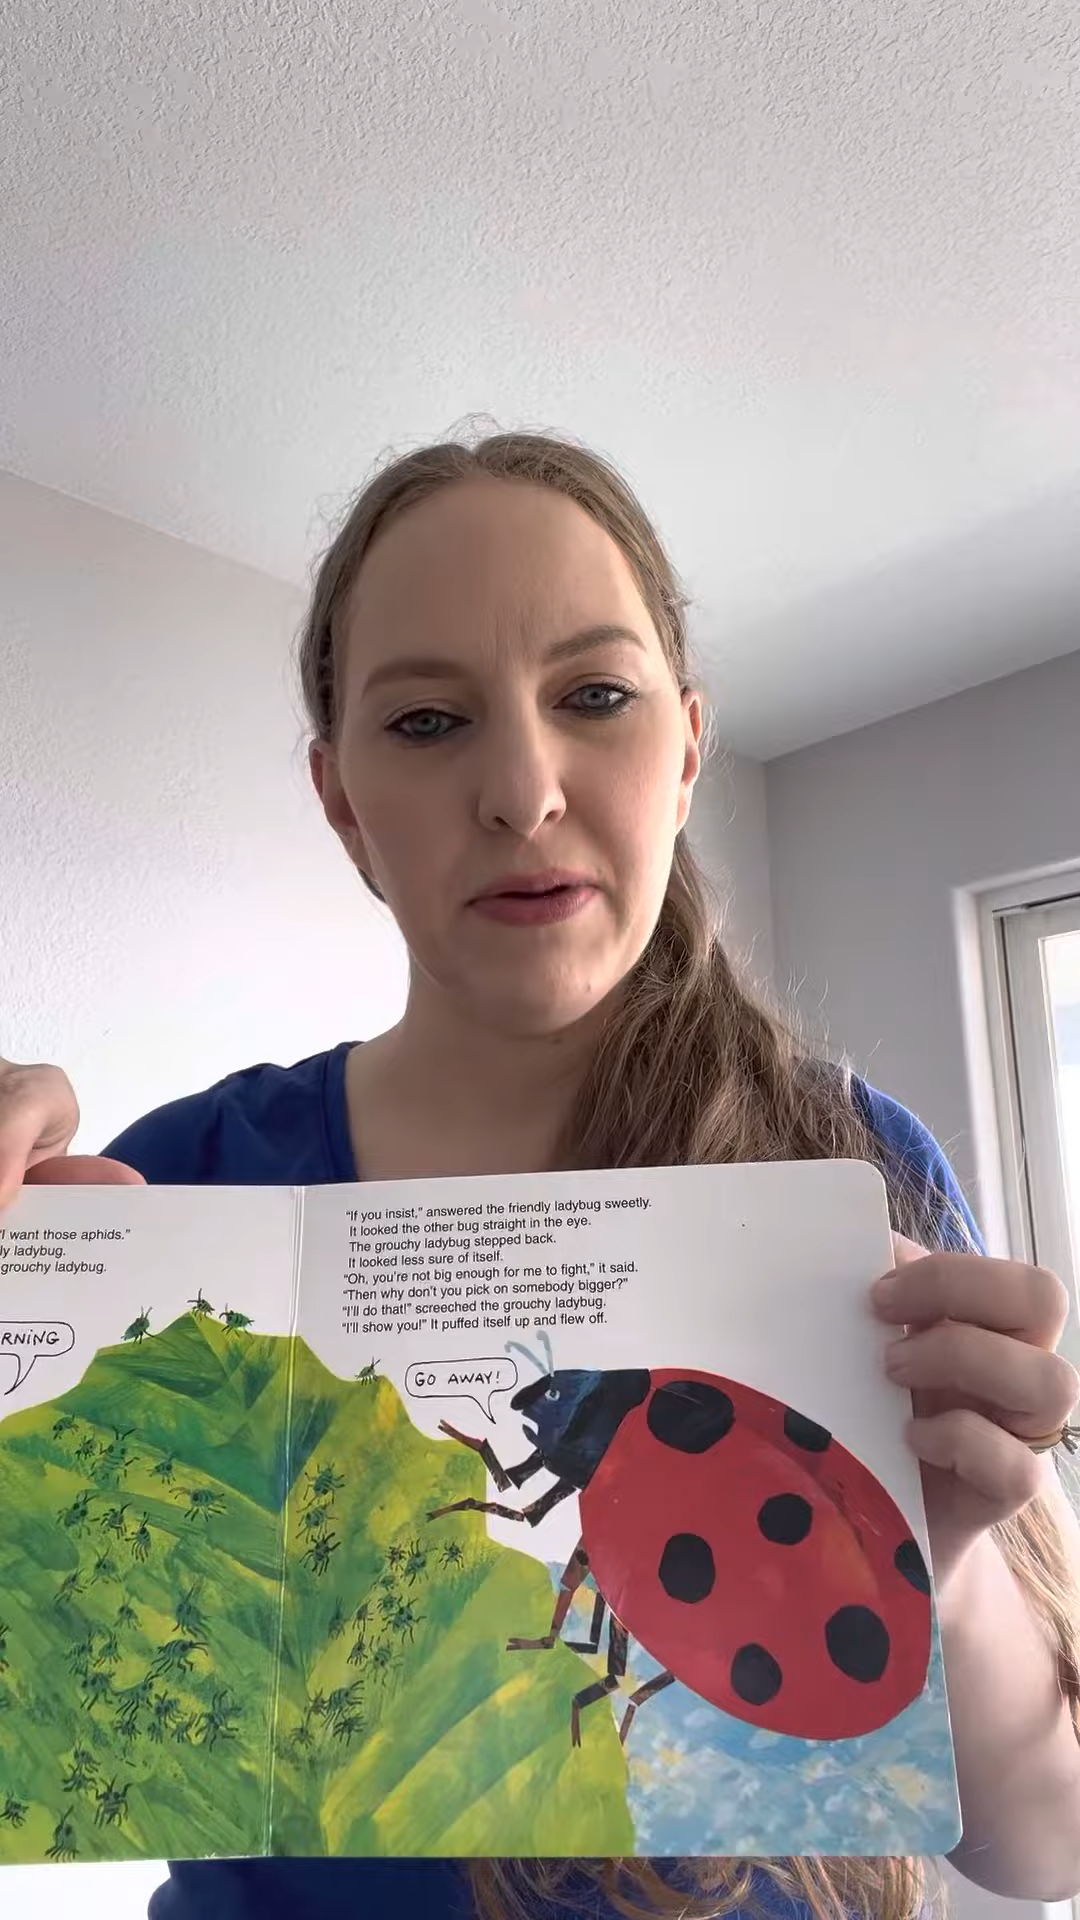 "I want those aphids."
ly ladybug.
grouchy ladybug.
RNiNG
"If you insist," answered the friendly ladybug sweetly.
It looked the other bug straight in the eye.
The grouchy ladybug stepped back.
It looked less sure of itself.
"Oh, you're not big enough for me to fight," it said.
"Then why don't you pick on somebody bigger?"
"I'll do that!" screeched the grouchy ladybug.
"I'll show you!" It puffed itself up and flew off.
GO AWAY!